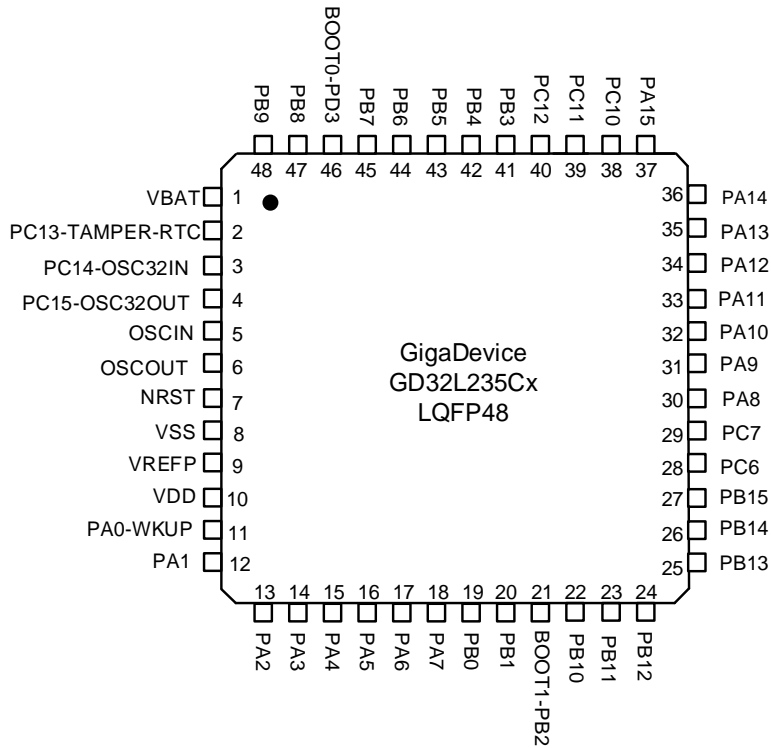 PB9
PB8
BOOT0-PD3
PB7
PB6
PB5
PB4
PB3
PC12
PC11
PC10
PA15
48 47 46 45 44 43 42 41 40 39 38 37
VBAT 1
PC13-TAMPER-RTC 2
PC14-OSC32IN 3
PC15-OSC32OUT 4
OSCIN 5
OSCOUT 6
NRST 7
VSS 8
VREFP 9
VDD 10
PA0-WKUP 11
PA1 12
GigaDevice
GD32L235Cx
LQFP48
36 PA14
35 PA13
34 PA12
33 PA11
32 PA10
31 PA9
30 PA8
29 PC7
28 PC6
27 PB15
26 PB14
25 PB13
13 14 15 16 17 18 19 20 21 22 23 24
PA2
PA3
PA4
PA5
PA6
PA7
PB0
PB1
BOOT1-PB2
PB10
PB11
PB12